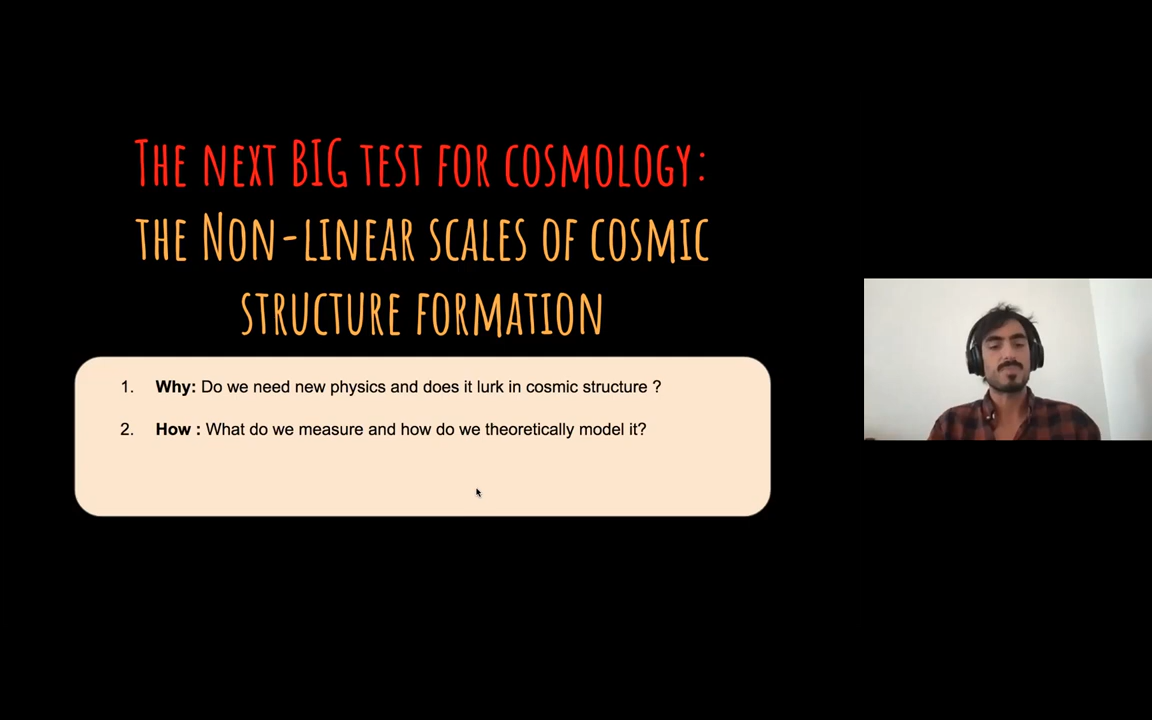 The next BIG test for cosmology:
the Non-linear scales of cosmic
structure formation
1. Why: Do we need new physics and does it lurk in cosmic structure ?
2. How : What do we measure and how do we theoretically model it?